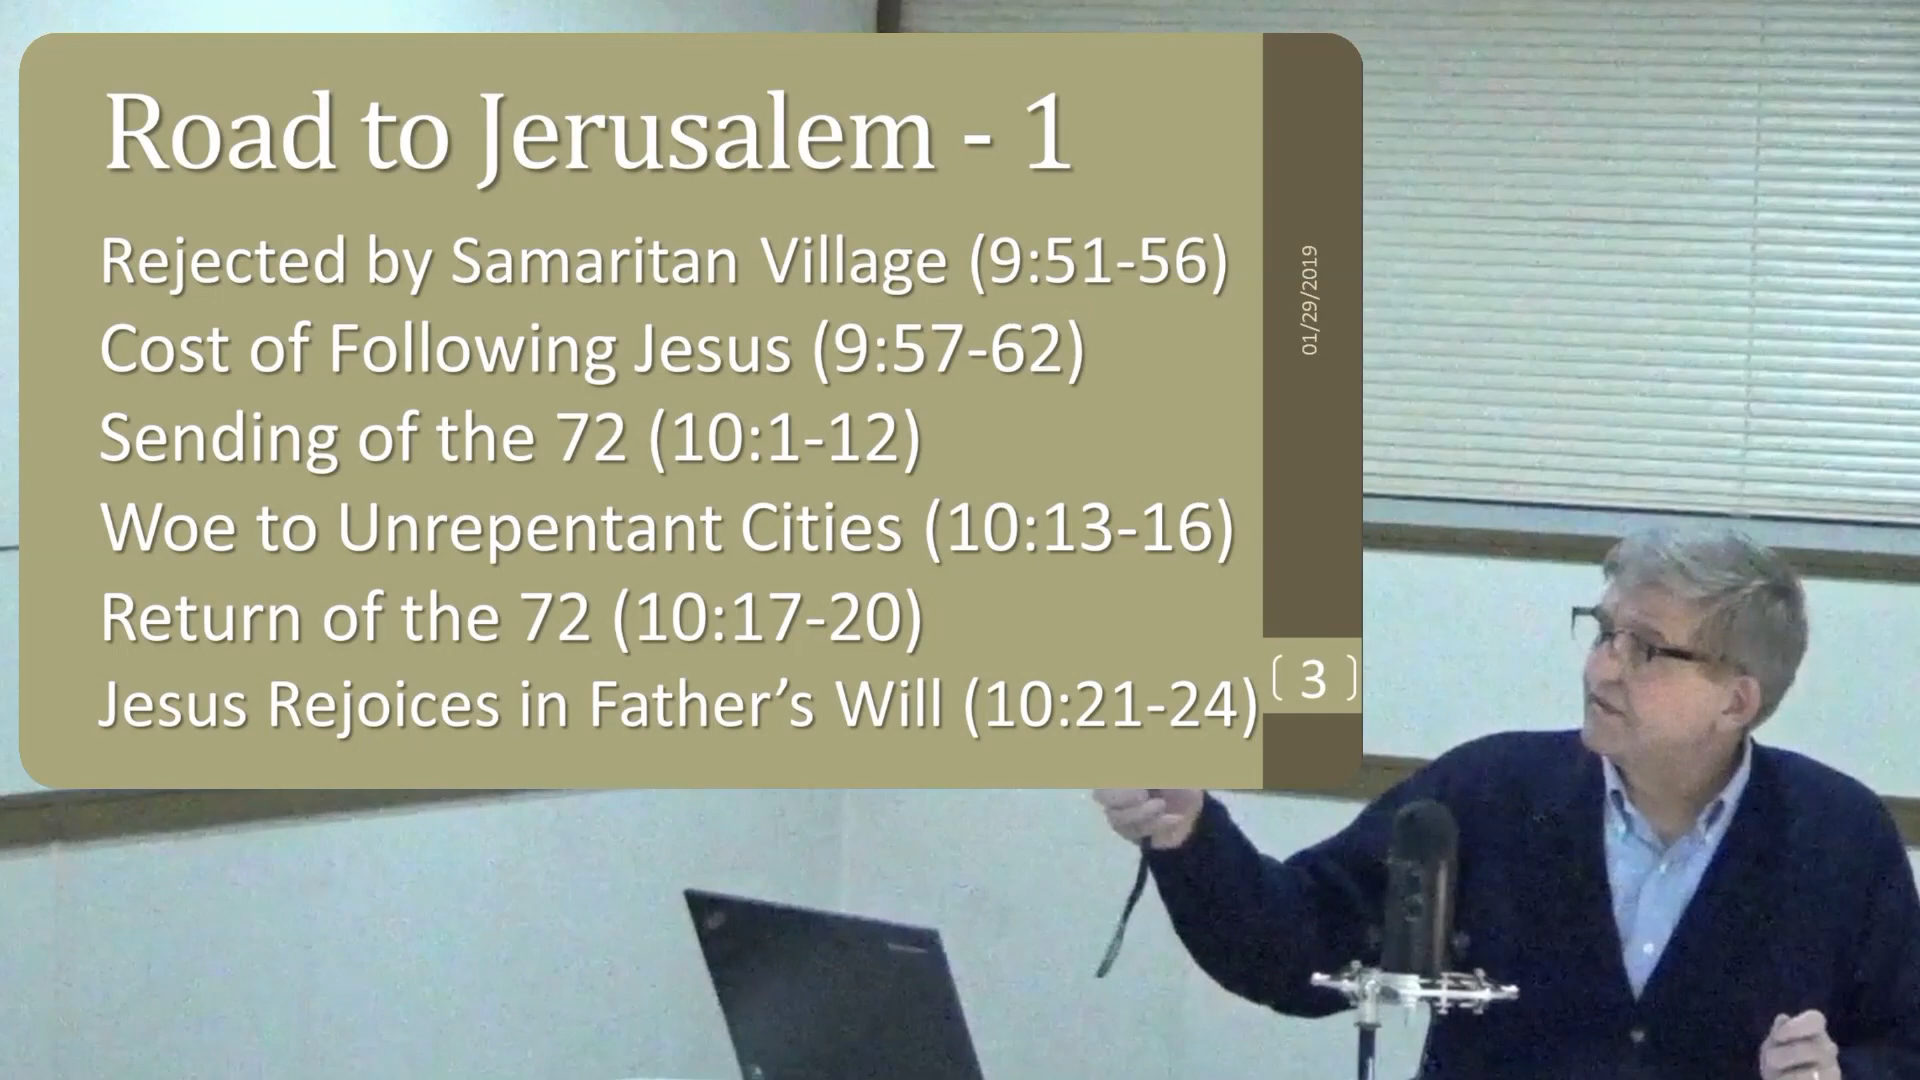 Road to Jerusalem - 1
Rejected by Samaritan Village (9:51-56)
Cost of Following Jesus (9:57-62)
Sending of the 72 (10:1-12)
Woe to Unrepentant Cities (10:13-16)
Return of the 72 (10:17-20)
Jesus Rejoices in Father’s Will (10:21-24)
01/29/2019
3